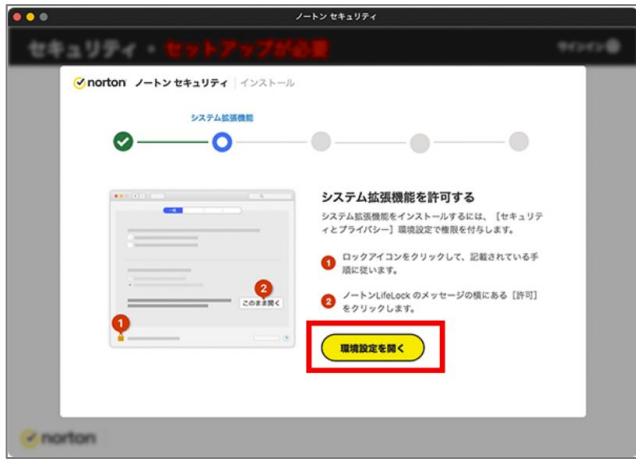 ノートン セキュリティ
セキュリティ・セットアップが必要
サインイン
norton ノートン セキュリティ インストール
システム拡張機能
システム拡張機能を許可する
システム拡張機能をインストールするには、［セキュリテ
ィとプライバシー］環境設定で権限を付与します。
1 ロックアイコンをクリックして、記載されている手
順に従います。
2 ノートンLifeLock のメッセージの横にある［許可］
をクリックします。
2
このまま開く
1
環境設定を開く
norton